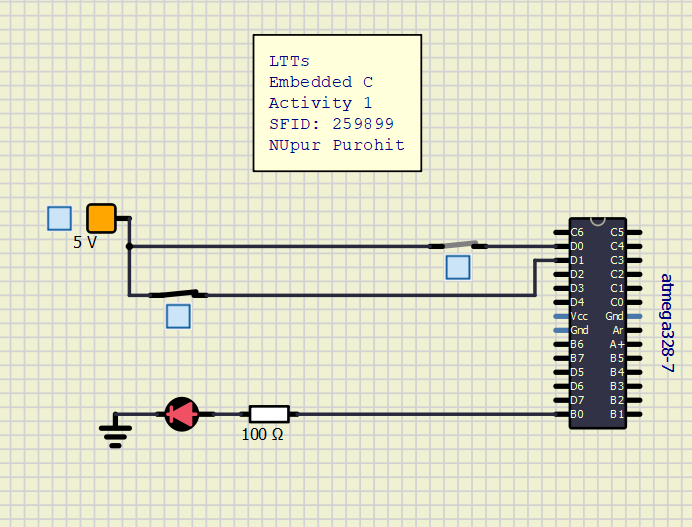 LTTs
Embedded C
Activity 1
SFID: 259899
NUpur Purohit
5 V
C6 C5
D0 C4
D1 C3
D2 C2
D3 C1
D4 C0
Vcc Gnd
Gnd Ar
B6 A+
B7 B5
D5 B4
D6 B3
D7 B2
B0 B1
atmega328-7
100 Ω